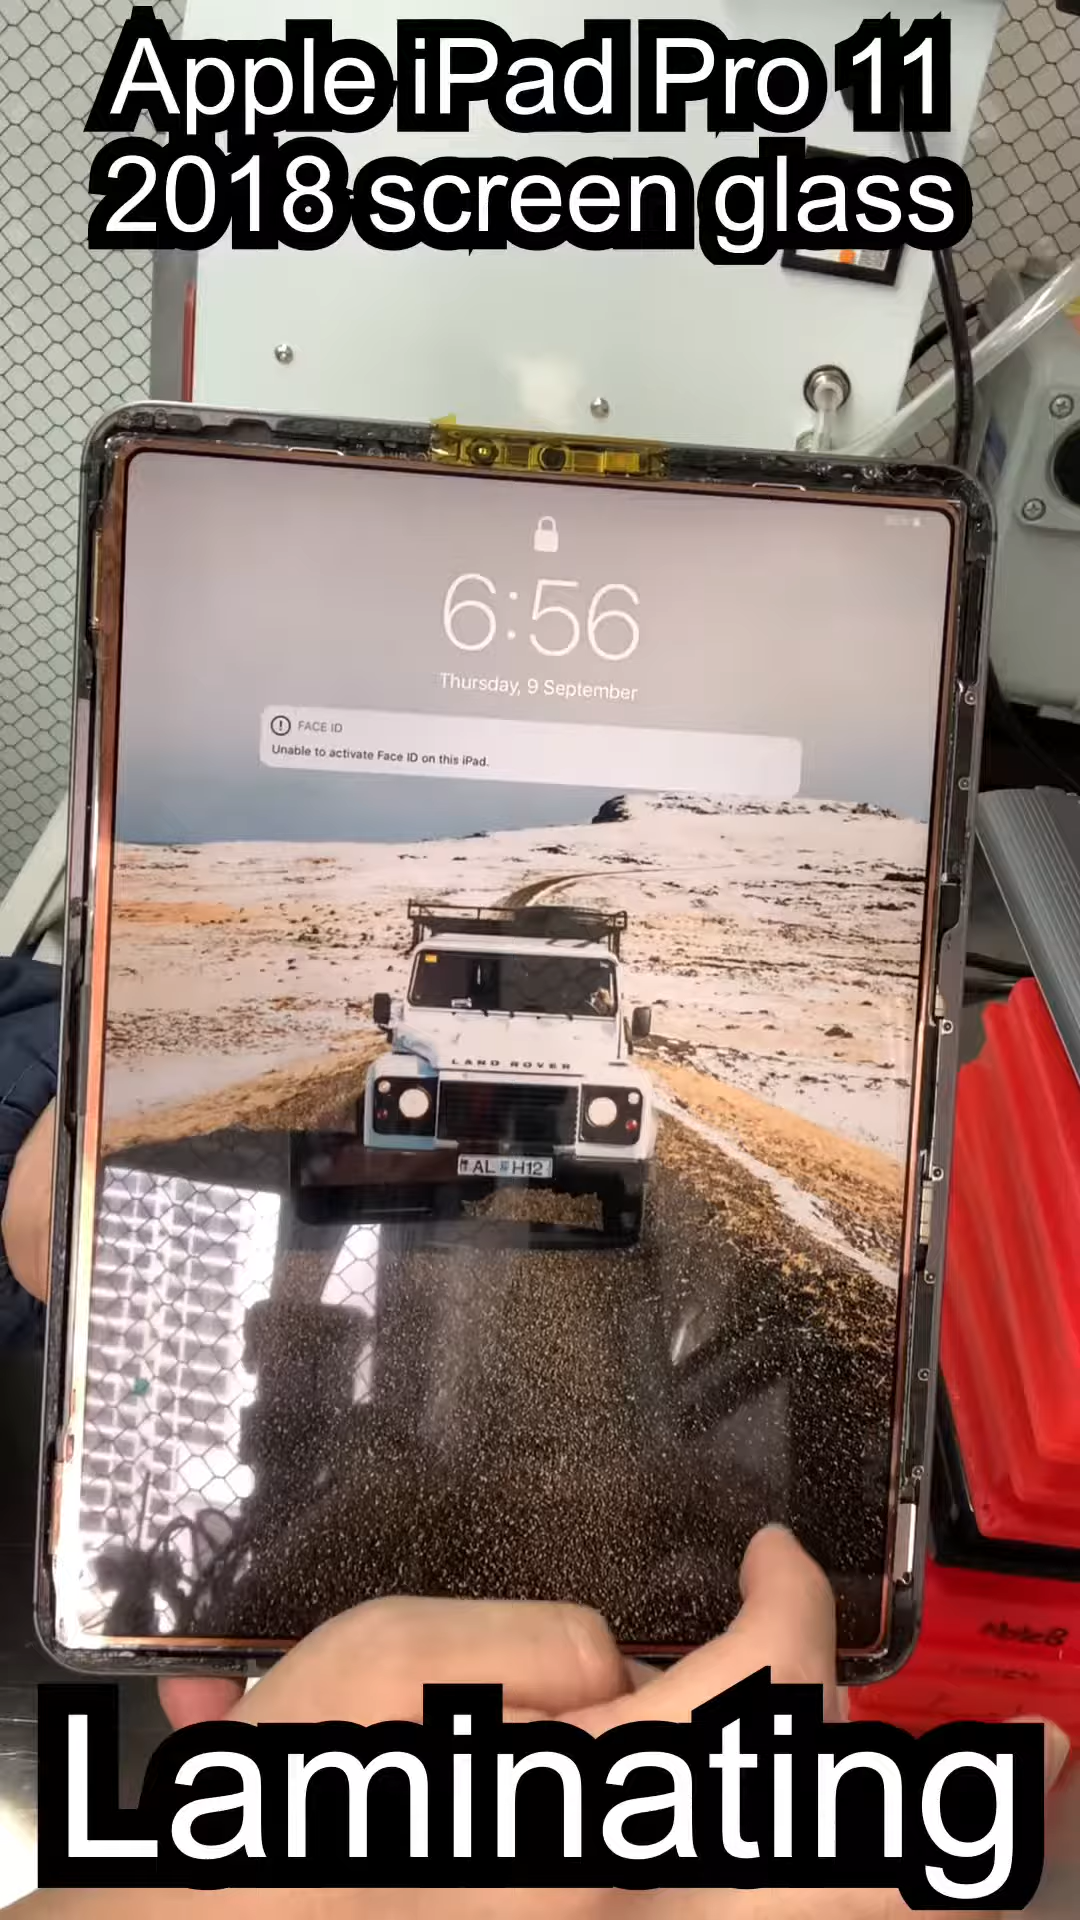 Apple iPad Pro 11
2018 screen glass
6:56
Thursday, 9 September
FACE ID
Unable to activate Face ID on this iPad.
LAND ROVER
AL H12
Laminating